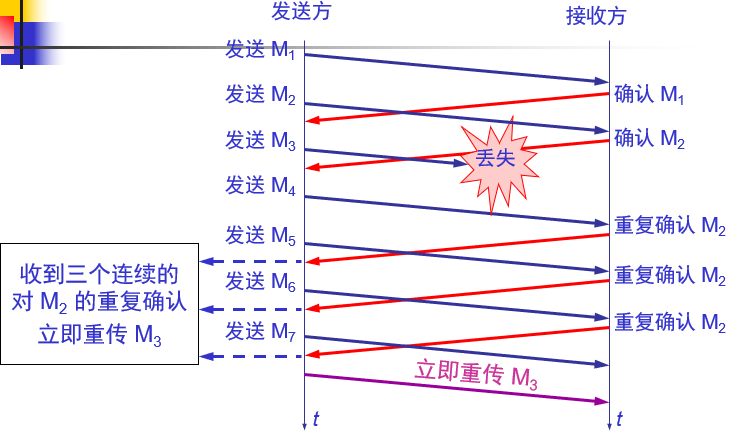 发送方
接收方
发送 M1
确认 M1
发送 M2
确认 M2
发送 M3
丢失
发送 M4
重复确认 M2
发送 M5
重复确认 M2
发送 M6
重复确认 M2
发送 M7
收到三个连续的
对 M2 的重复确认
立即重传 M3
立即重传 M3
t
t